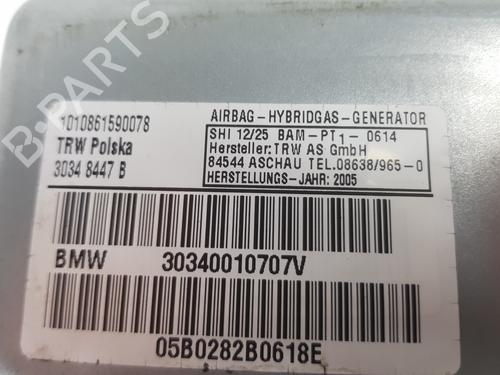 1010861590078
TRW Polska
3034 8447 B
AIRBAG-HYBRIDGAS-GENERATOR
SHI 12/25 BAM-PT1-0614
Hersteller:TRW AS GmbH
84544 ASCHAU TEL.08638/965-0
HERSTELLUNGS-JAHR: 2005
BMW 30340010707V
05B0282B0618E
B-Parts